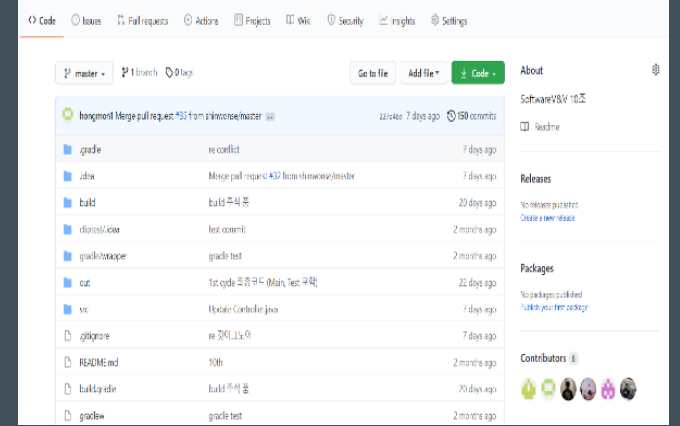 Code Issues Pull requests Actions Projects Wiki Security Insights Settings
master 1 branch 0 tags Go to file Add file Code
hongmon1 Merge pull request #35 from shinwonse/master ... 7 days ago 150 commits
.gradle re conflict 7 days ago
.idea Merge pull request #32 from shinwonse/master 7 days ago
build build 주석 품 20 days ago
ctiptest/.idea test commit 2 months ago
gradle/wrapper gradle test 2 months ago
out 1st cycle 최종코드 (Main, Test 포함) 22 days ago
src Update Controller.java 7 days ago
.gitignore re 깃이그노어 7 days ago
README.md 10th 2 months ago
build.gradle build 주석 품 20 days ago
gradlew gradle test 2 months ago
About
SoftwareV&V 10조
Readme
Releases
No releases published
Create a new release
Packages
No packages published
Publish your first package
Contributors 6